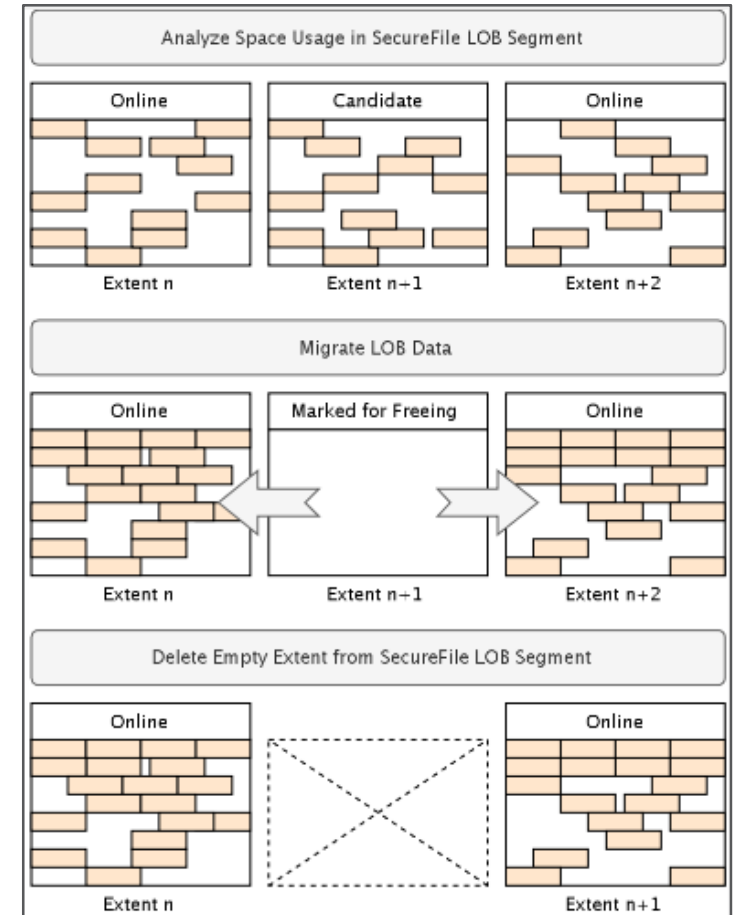 Analyze Space Usage in SecureFile LOB Segment
Online
Candidate
Online
Extent n
Extent n+1
Extent n+2
Migrate LOB Data
Online
Marked for Freeing
Online
Extent n
Extent n+1
Extent n+2
Delete Empty Extent from SecureFile LOB Segment
Online
Online
Extent n
Extent n+1